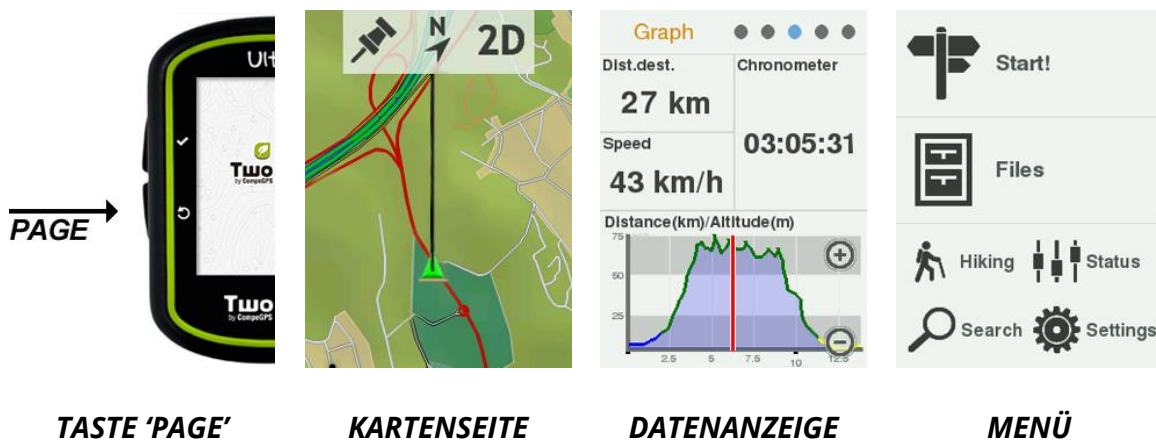 PAGE
Ult
Two
by CompeGPS
Two
by CompeGPS
TASTE ‘PAGE’
N
2D
KARTENSEITE
Graph
Dist.dest.
Chronometer
27 km
03:05:31
Speed
43 km/h
Distance(km)/Altitude(m)
75
50
25
2.5 5 7.5 10 12.5
DATENANZEIGE
Start!
Files
Hiking
Status
Search
Settings
MENÜ